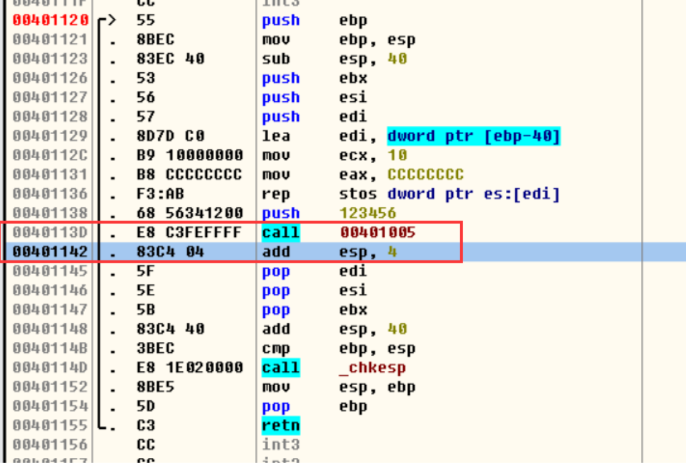 CC int3
00401120 > 55 push ebp
00401121 . 8BEC mov ebp, esp
00401123 . 83EC 40 sub esp, 40
00401126 . 53 push ebx
00401127 . 56 push esi
00401128 . 57 push edi
00401129 . 8D7D C0 lea edi, dword ptr [ebp-40]
0040112C . B9 10000000 mov ecx, 10
00401131 . B8 CCCCCCCC mov eax, CCCCCCCC
00401136 . F3:AB rep stos dword ptr es:[edi]
00401138 . 68 56341200 push 123456
0040113D . E8 C3FEFFFF call 00401005
00401142 . 83C4 04 add esp, 4
00401145 . 5F pop edi
00401146 . 5E pop esi
00401147 . 5B pop ebx
00401148 . 83C4 40 add esp, 40
0040114B . 3BEC cmp ebp, esp
0040114D . E8 1E020000 call _chkesp
00401152 . 8BE5 mov esp, ebp
00401154 . 5D pop ebp
00401155 . C3 retn
00401156 CC int3
00401157 CC int3